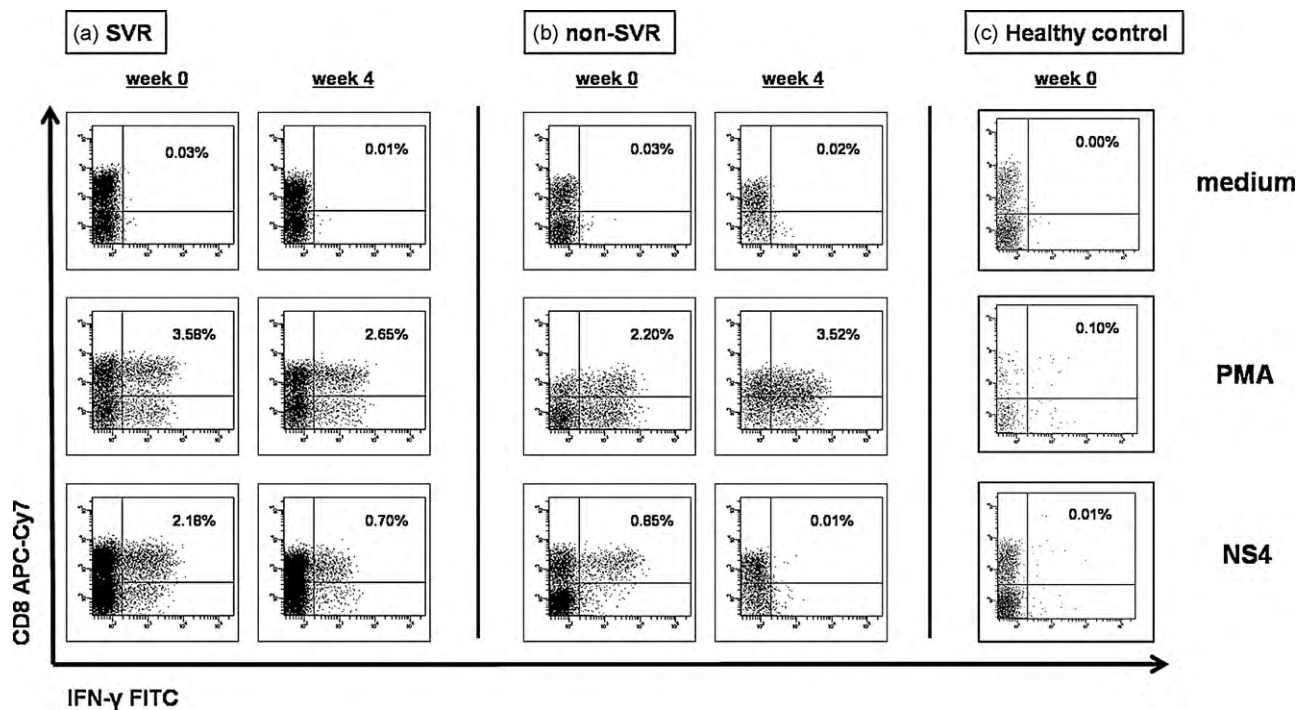 (a) SVR (b) non-SVR (c) Healthy control
week 0 week 4 week 0 week 4 week 0
0.03% 0.01% 0.03% 0.02% 0.00% medium
3.58% 2.65% 2.20% 3.52% 0.10% PMA
2.18% 0.70% 0.85% 0.01% 0.01% NS4
CD8 APC-Cy7
IFN-γ FITC